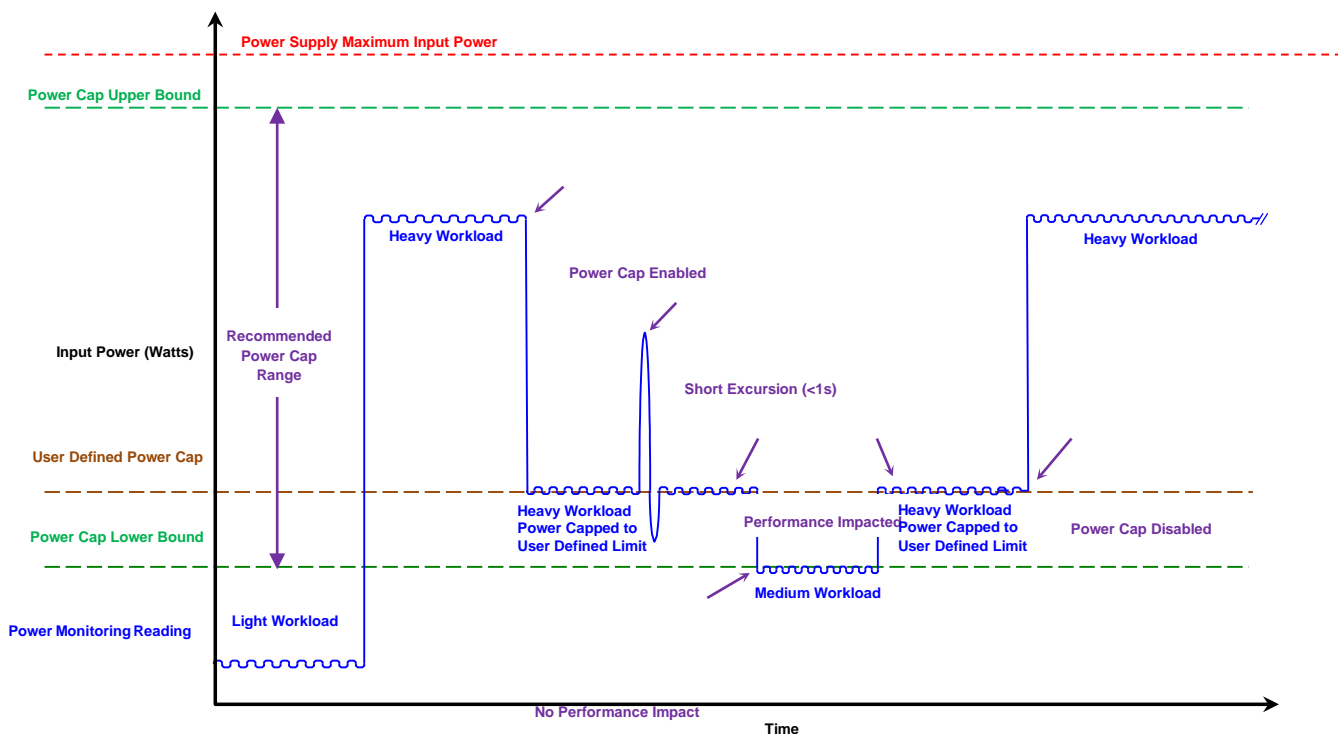 Power Supply Maximum Input Power
Power Cap Upper Bound
Heavy Workload
Heavy Workload
Power Cap Enabled
Recommended
Power Cap
Range
Input Power (Watts)
Short Excursion (<1s)
User Defined Power Cap
Heavy Workload
Power Capped to
User Defined Limit
Performance Impacted
Heavy Workload
Power Capped to
User Defined Limit
Power Cap Disabled
Power Cap Lower Bound
Medium Workload
Light Workload
Power Monitoring Reading
No Performance Impact
Time